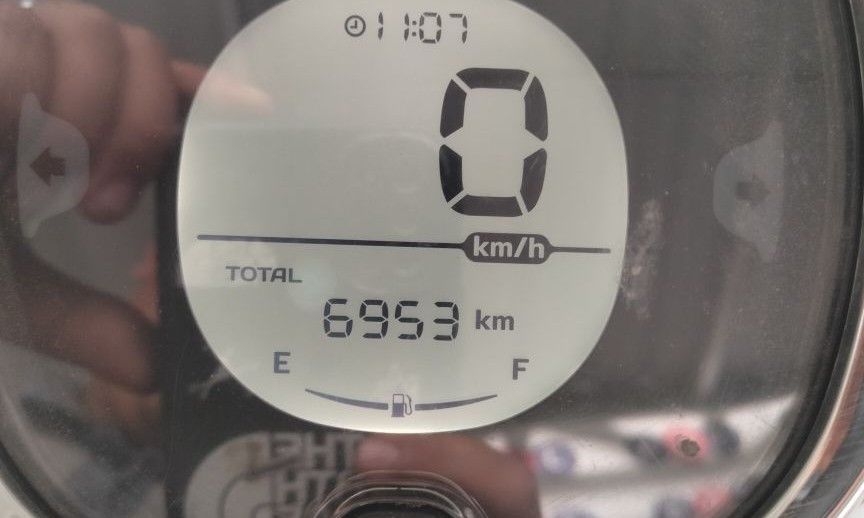 11:07
0
km/h
TOTAL
6953 km
E F